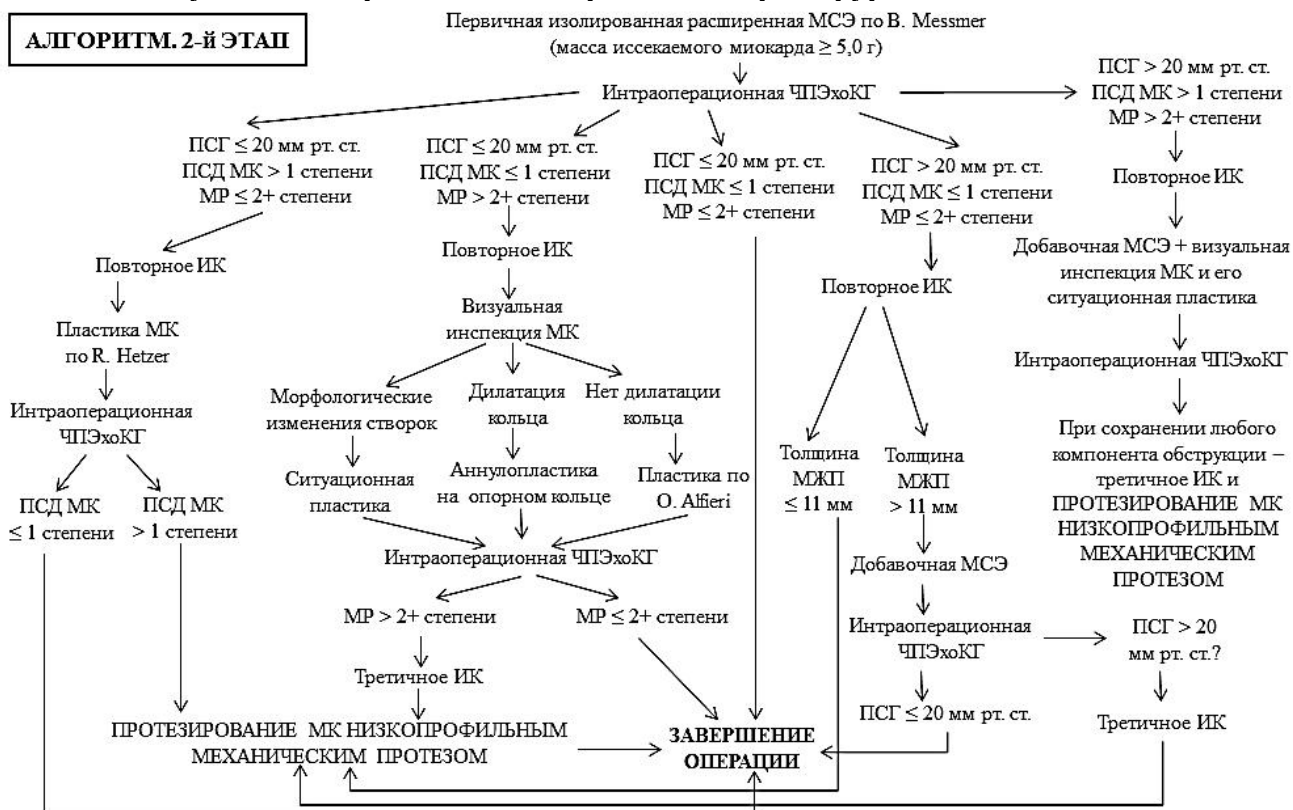 АЛГОРИТМ. 2-й ЭТАП
Первичная изолированная расширенная МСЭ по B. Messmer
(масса иссекаемого миокарда ≥ 5,0 г)
Интраоперационная ЧПЭхоКГ
ПСГ ≤ 20 мм рт. ст.
ПСД МК > 1 степени
МР ≤ 2+ степени
Повторное ИК
Пластика МК
по R. Hetzer
Интраоперационная
ЧПЭхоКГ
ПСД МК
≤ 1 степени
ПСД МК
> 1 степени
ПСГ ≤ 20 мм рт. ст.
ПСД МК ≤ 1 степени
МР > 2+ степени
Повторное ИК
Визуальная
инспекция МК
Морфологические
изменения створок
Ситуационная
пластика
Дилатация
кольца
Аннулопластика
на опорном кольце
Нет дилатации
кольца
Пластика по
O. Alfieri
Интраоперационная ЧПЭхоКГ
МР > 2+ степени
МР ≤ 2+ степени
Третичное ИК
ПРОТЕЗИРОВАНИЕ МК НИЗКОПРОФИЛЬНЫМ
МЕХАНИЧЕСКИМ ПРОТЕЗОМ
ПСГ ≤ 20 мм рт. ст.
ПСД МК ≤ 1 степени
МР ≤ 2+ степени
ЗАВЕРШЕНИЕ
ОПЕРАЦИИ
ПСГ > 20 мм рт. ст.
ПСД МК ≤ 1 степени
МР ≤ 2+ степени
Повторное ИК
Толщина
МЖП
≤ 11 мм
Толщина
МЖП
> 11 мм
Добавочная МСЭ
Интраоперационная
ЧПЭхоКГ
ПСГ ≤ 20 мм рт. ст.
ПСГ > 20
мм рт. ст.?
Третичное ИК
ПСГ > 20 мм рт. ст.
ПСД МК > 1 степени
МР > 2+ степени
Повторное ИК
Добавочная МСЭ + визуальная
инспекция МК и его
ситуационная пластика
Интраоперационная ЧПЭхоКГ
При сохранении любого
компонента обструкции –
третичное ИК и
ПРОТЕЗИРОВАНИЕ МК
НИЗКОПРОФИЛЬНЫМ
МЕХАНИЧЕСКИМ
ПРОТЕЗОМ